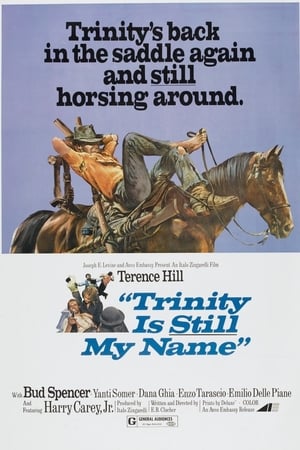 Trinity's back
in the saddle again
and still
horsing around.
Joseph E. Levine and Avco Embassy Present An Italo Zingarelli Film
Terence Hill
"Trinity
Is Still
My Name"
With Bud Spencer · Yanti Somer · Dana Ghia · Enzo Tarascio · Emilio Delle Piane
And Featuring Harry Carey, Jr. Produced by Italo Zingarelli Written and Directed by E.B. Clucher Prints by Deluxe COLOR An Avco Embassy Release
G GENERAL AUDIENCES